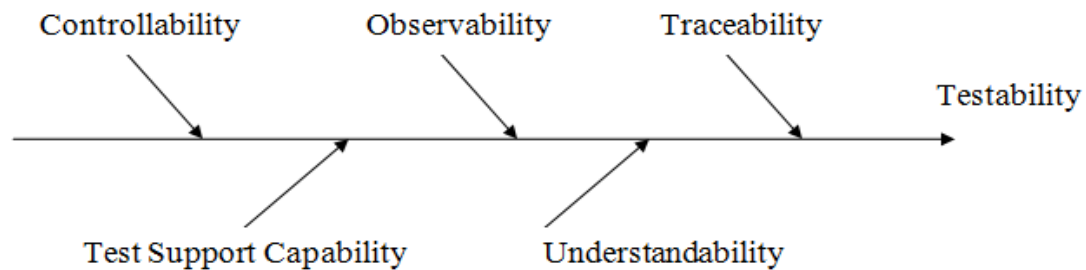 Controllability
Observability
Traceability
Testability
Test Support Capability
Understandability